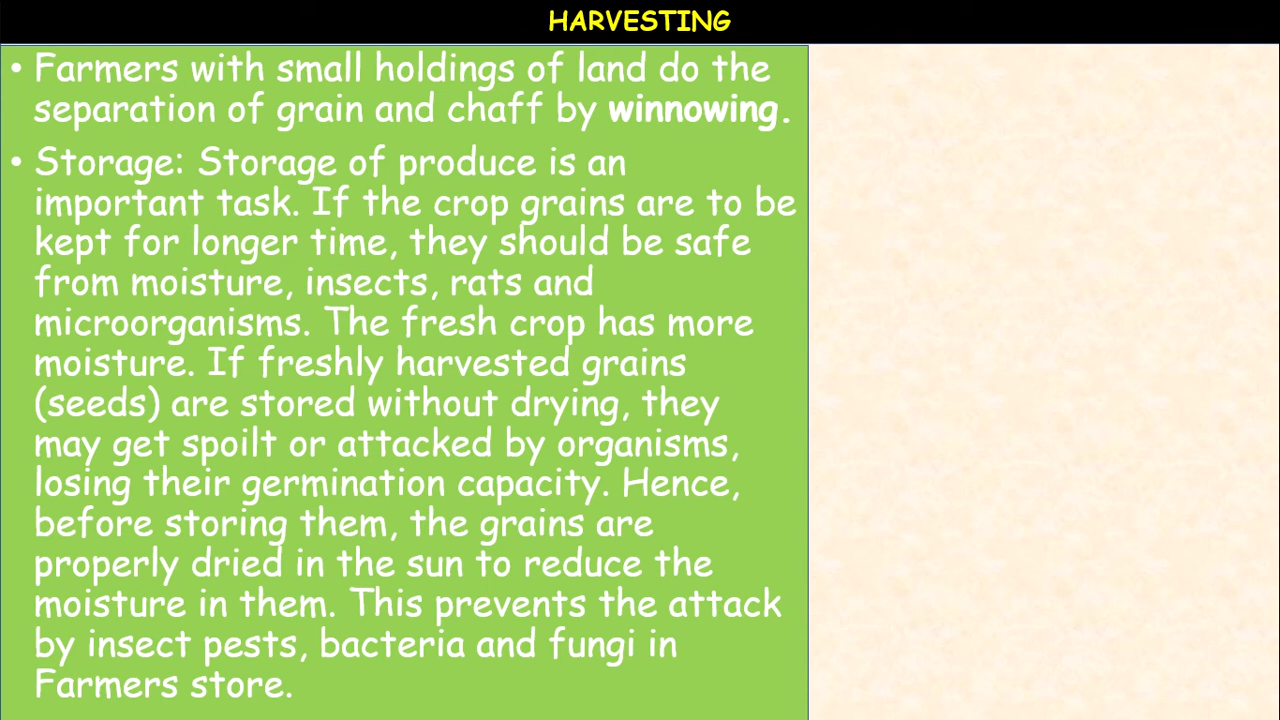 HARVESTING
• Farmers with small holdings of land do the
separation of grain and chaff by winnowing.
• Storage: Storage of produce is an
important task. If the crop grains are to be
kept for longer time, they should be safe
from moisture, insects, rats and
microorganisms. The fresh crop has more
moisture. If freshly harvested grains
(seeds) are stored without drying, they
may get spoilt or attacked by organisms,
losing their germination capacity. Hence,
before storing them, the grains are
properly dried in the sun to reduce the
moisture in them. This prevents the attack
by insect pests, bacteria and fungi in
Farmers store.